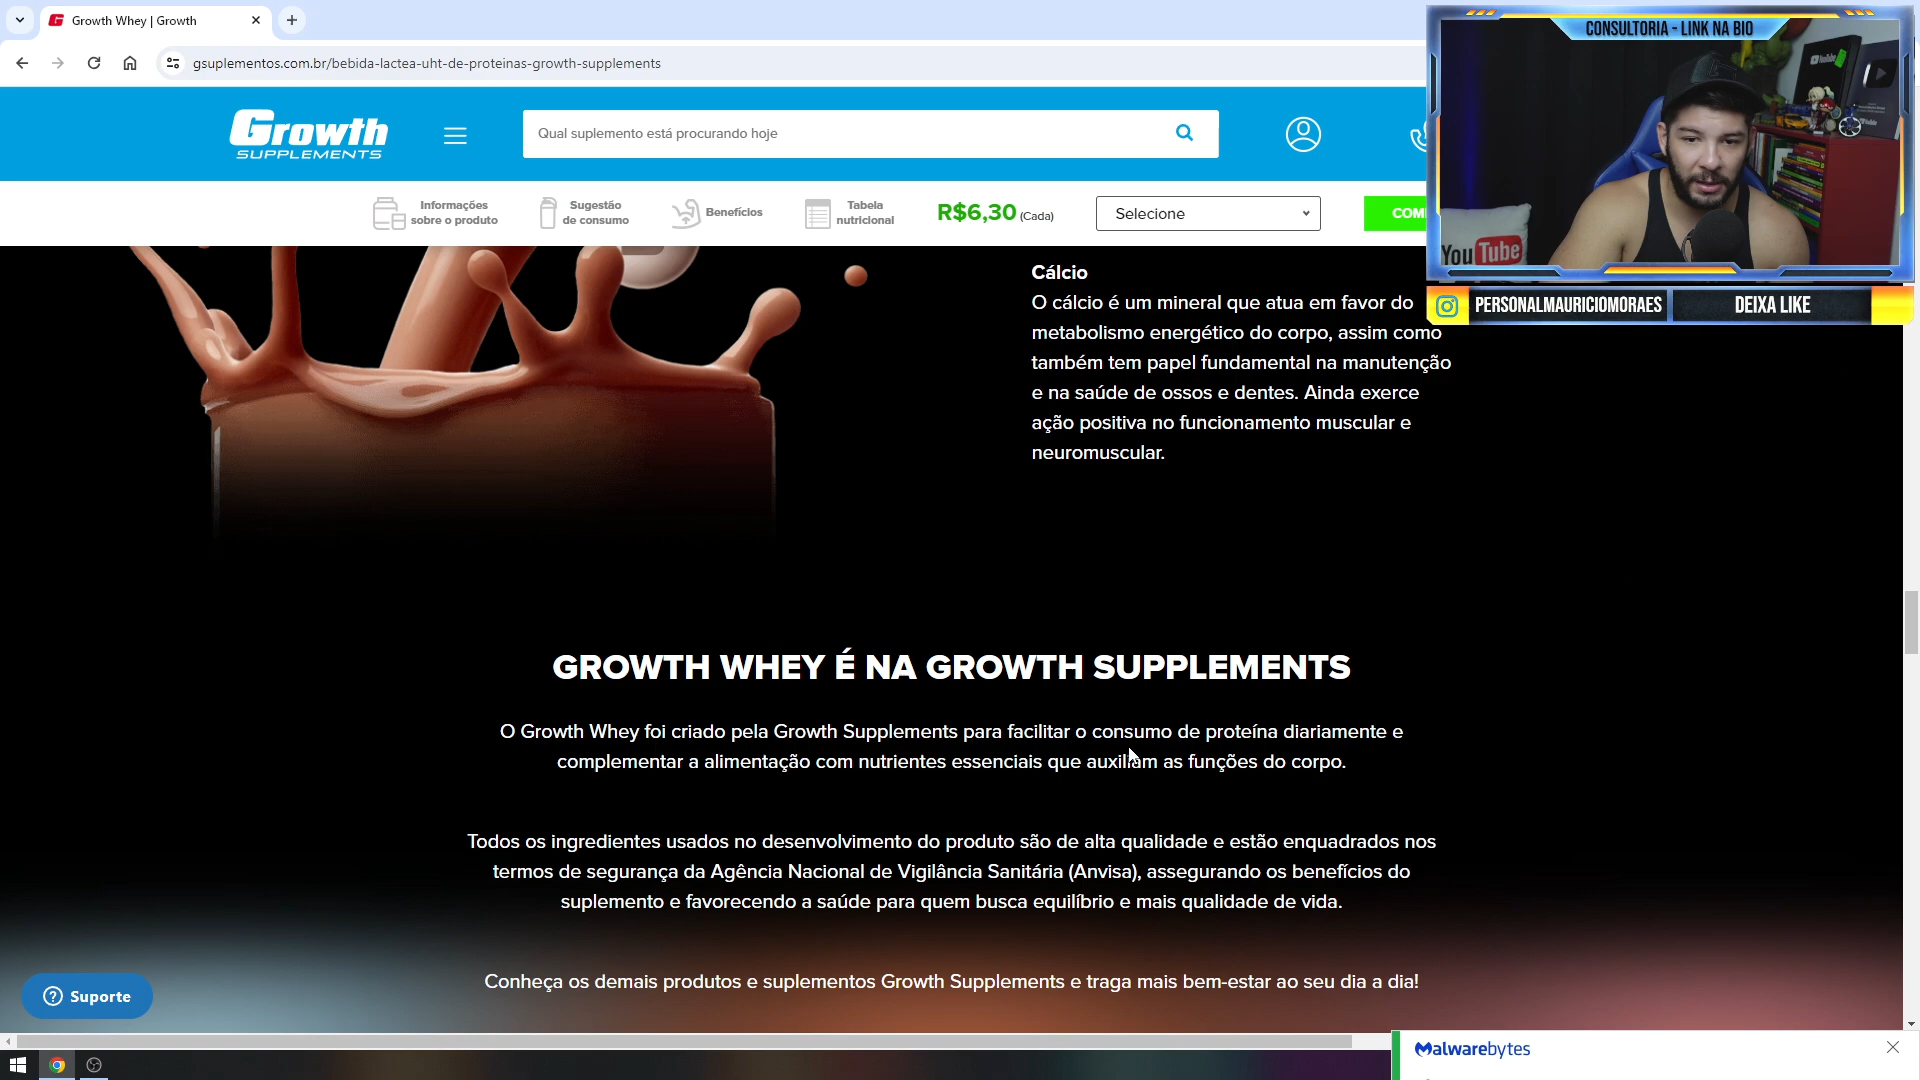 Growth Whey | Growth
gsuplementos.com.br/bebida-lactea-uht-de-proteinas-growth-supplements
CONSULTORIA - LINK NA BIO
YouTube
PERSONALMAURICIOMORAES
DEIXA LIKE
Growth
SUPPLEMENTS
Qual suplemento está procurando hoje
Informações
sobre o produto
Sugestão
de consumo
Benefícios
Tabela
nutricional
R$6,30 (Cada)
Selecione
COM
Cálcio
O cálcio é um mineral que atua em favor do
metabolismo energético do corpo, assim como
também tem papel fundamental na manutenção
e na saúde de ossos e dentes. Ainda exerce
ação positiva no funcionamento muscular e
neuromuscular.
GROWTH WHEY É NA GROWTH SUPPLEMENTS
O Growth Whey foi criado pela Growth Supplements para facilitar o consumo de proteína diariamente e
complementar a alimentação com nutrientes essenciais que auxiliam as funções do corpo.
Todos os ingredientes usados no desenvolvimento do produto são de alta qualidade e estão enquadrados nos
termos de segurança da Agência Nacional de Vigilância Sanitária (Anvisa), assegurando os benefícios do
suplemento e favorecendo a saúde para quem busca equilíbrio e mais qualidade de vida.
Conheça os demais produtos e suplementos Growth Supplements e traga mais bem-estar ao seu dia a dia!
Suporte
Malwarebytes